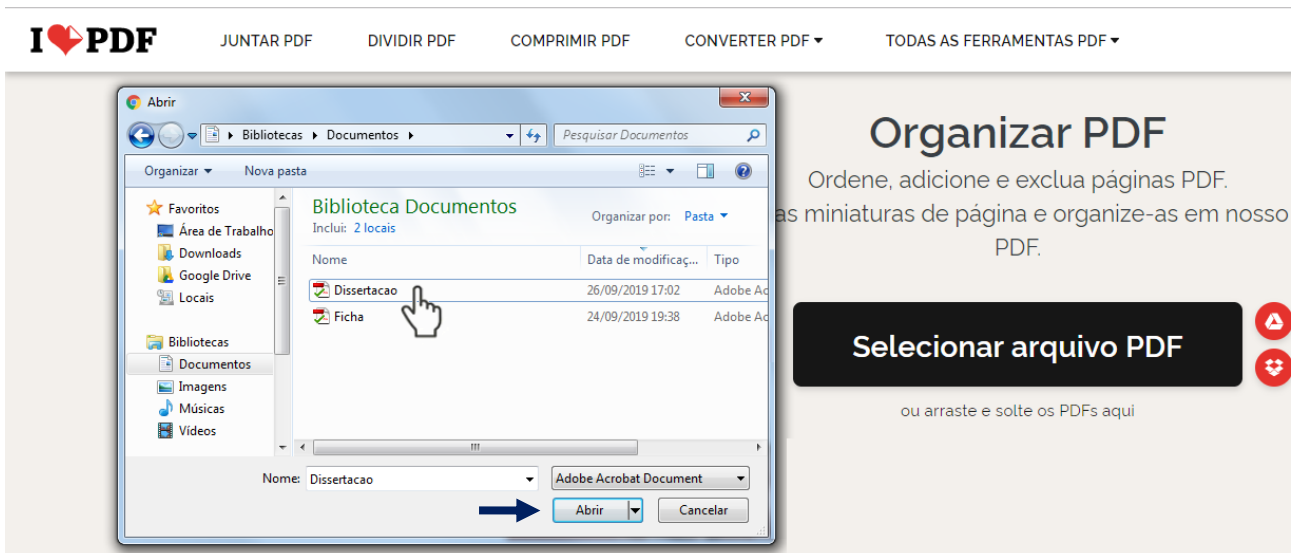 I PDF
JUNTAR PDF DIVIDIR PDF COMPRIMIR PDF CONVERTER PDF TODAS AS FERRAMENTAS PDF
Abrir
Bibliotecas Documentos
Pesquisar Documentos
Organizar Nova pasta
Favoritos
Área de Trabalho
Downloads
Google Drive
Locais
Bibliotecas
Documentos
Imagens
Músicas
Vídeos
Biblioteca Documentos
Inclui: 2 locais
Organizar por: Pasta
Nome Data de modificaç... Tipo
Dissertacao 26/09/2019 17:02 Adobe Ac
Ficha 24/09/2019 19:38 Adobe Ac
Nome: Dissertacao Adobe Acrobat Document
Abrir Cancelar
Organizar PDF
Ordene, adicione e exclua páginas PDF.
as miniaturas de página e organize-as em nosso
PDF.
Selecionar arquivo PDF
ou arraste e solte os PDFs aqui